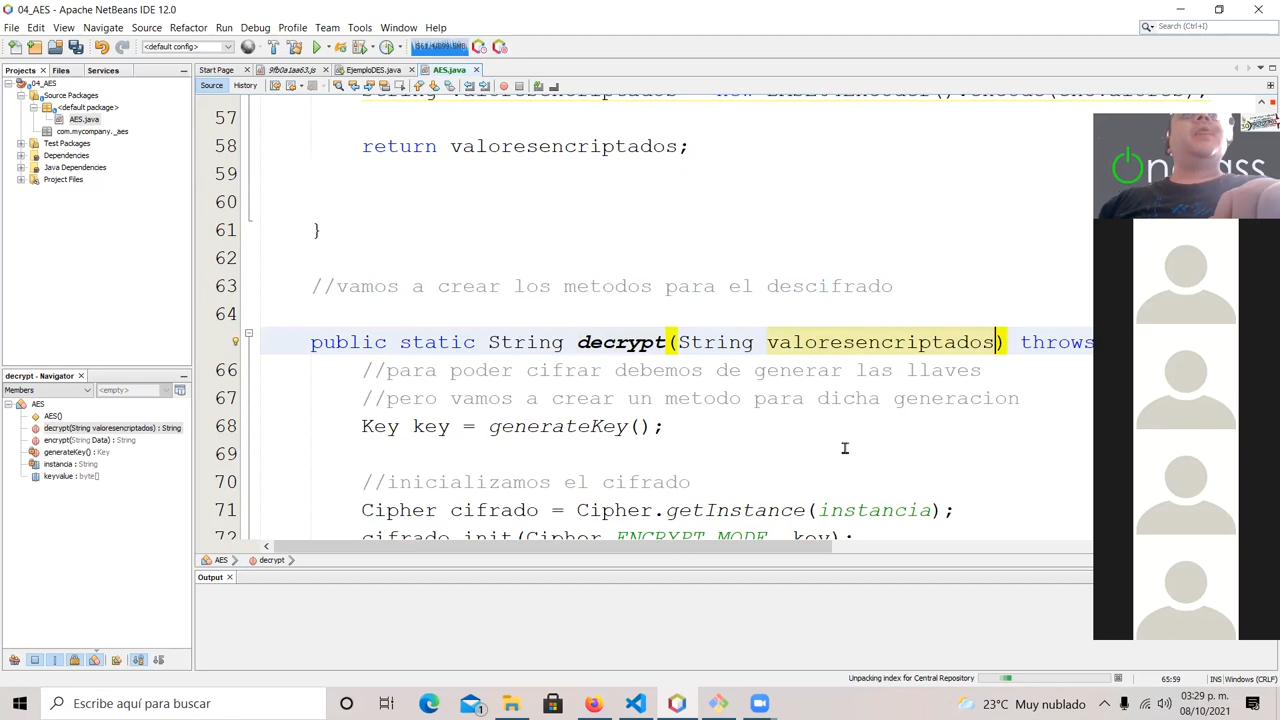 04_AES - Apache NetBeans IDE 12.0
File Edit View Navigate Source Refactor Run Debug Profile Team Tools Window Help
Search (Ctrl+I)
<default config>
Projects Files Services
Start Page 9fb0a1aa63.js EjemploDES.java AES.java
04_AES
Source Packages
<default package>
AES.java
com.mycompany._aes
Test Packages
Dependencies
Java Dependencies
Project Files
Source History
57
58 return valoresencriptados;
59
60
61 }
62
63 //vamos a crear los metodos para el descifrado
64
public static String decrypt(String valoresencriptados) throws
66 //para poder cifrar debemos de generar las llaves
67 //pero vamos a crear un metodo para dicha generacion
68 Key key = generateKey();
69
70 //inicializamos el cifrado
71 Cipher cifrado = Cipher.getInstance(instancia);
72 cifrado.init(Cipher.ENCRYPT_MODE, key);
decrypt - Navigator
Members <empty>
AES
AES()
decrypt(String valoresencriptados) : String
encrypt(String Data) : String
generateKey() : Key
instancia : String
keyvalue : byte[]
AES decrypt
Output
Unpacking index for Central Repository
65:59 INS Windows (CRLF)
Escribe aquí para buscar
23°C Muy nublado
03:29 p. m.
08/10/2021